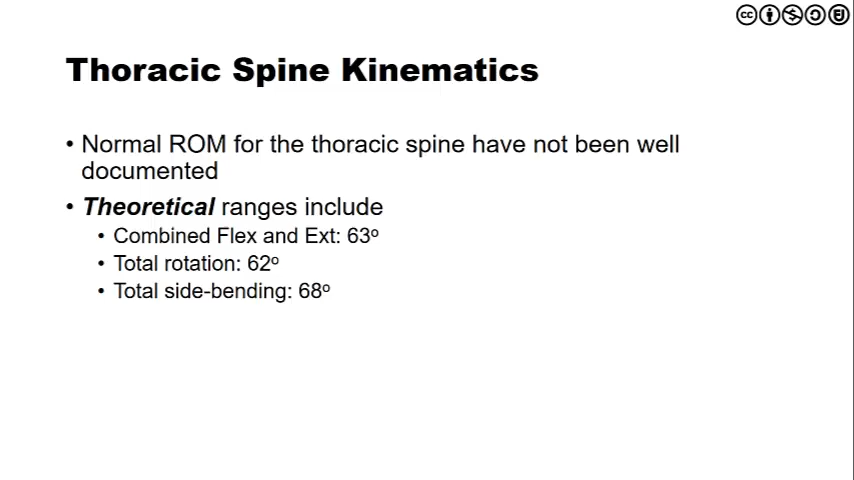 Thoracic Spine Kinematics
• Normal ROM for the thoracic spine have not been well
documented
• Theoretical ranges include
• Combined Flex and Ext: 63º
• Total rotation: 62º
• Total side-bending: 68º